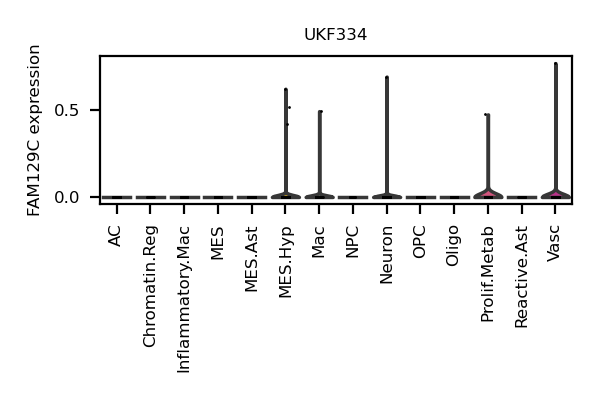 UKF334
FAM129C expression
0.5
0.0
AC
Chromatin.Reg
Inflammatory.Mac
MES
MES.Ast
MES.Hyp
Mac
NPC
Neuron
OPC
Oligo
Prolif.Metab
Reactive.Ast
Vasc